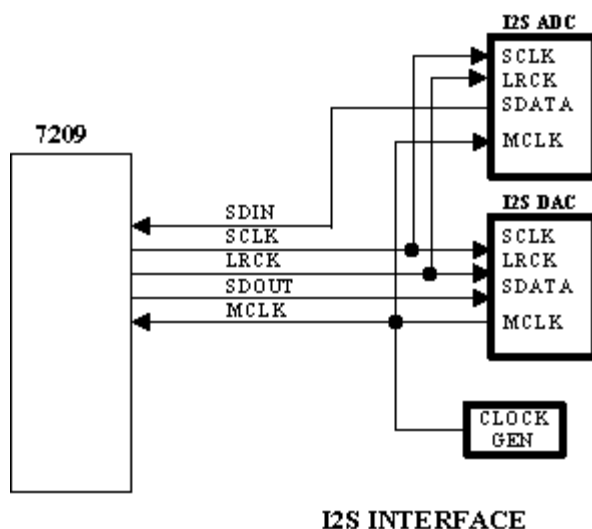 I2S ADC
SCLK
LRCK
SDATA
MCLK
7209
SDIN
SCLK
LRCK
SDOUT
MCLK
I2S DAC
SCLK
LRCK
SDATA
MCLK
CLOCK
GEN
I2S INTERFACE